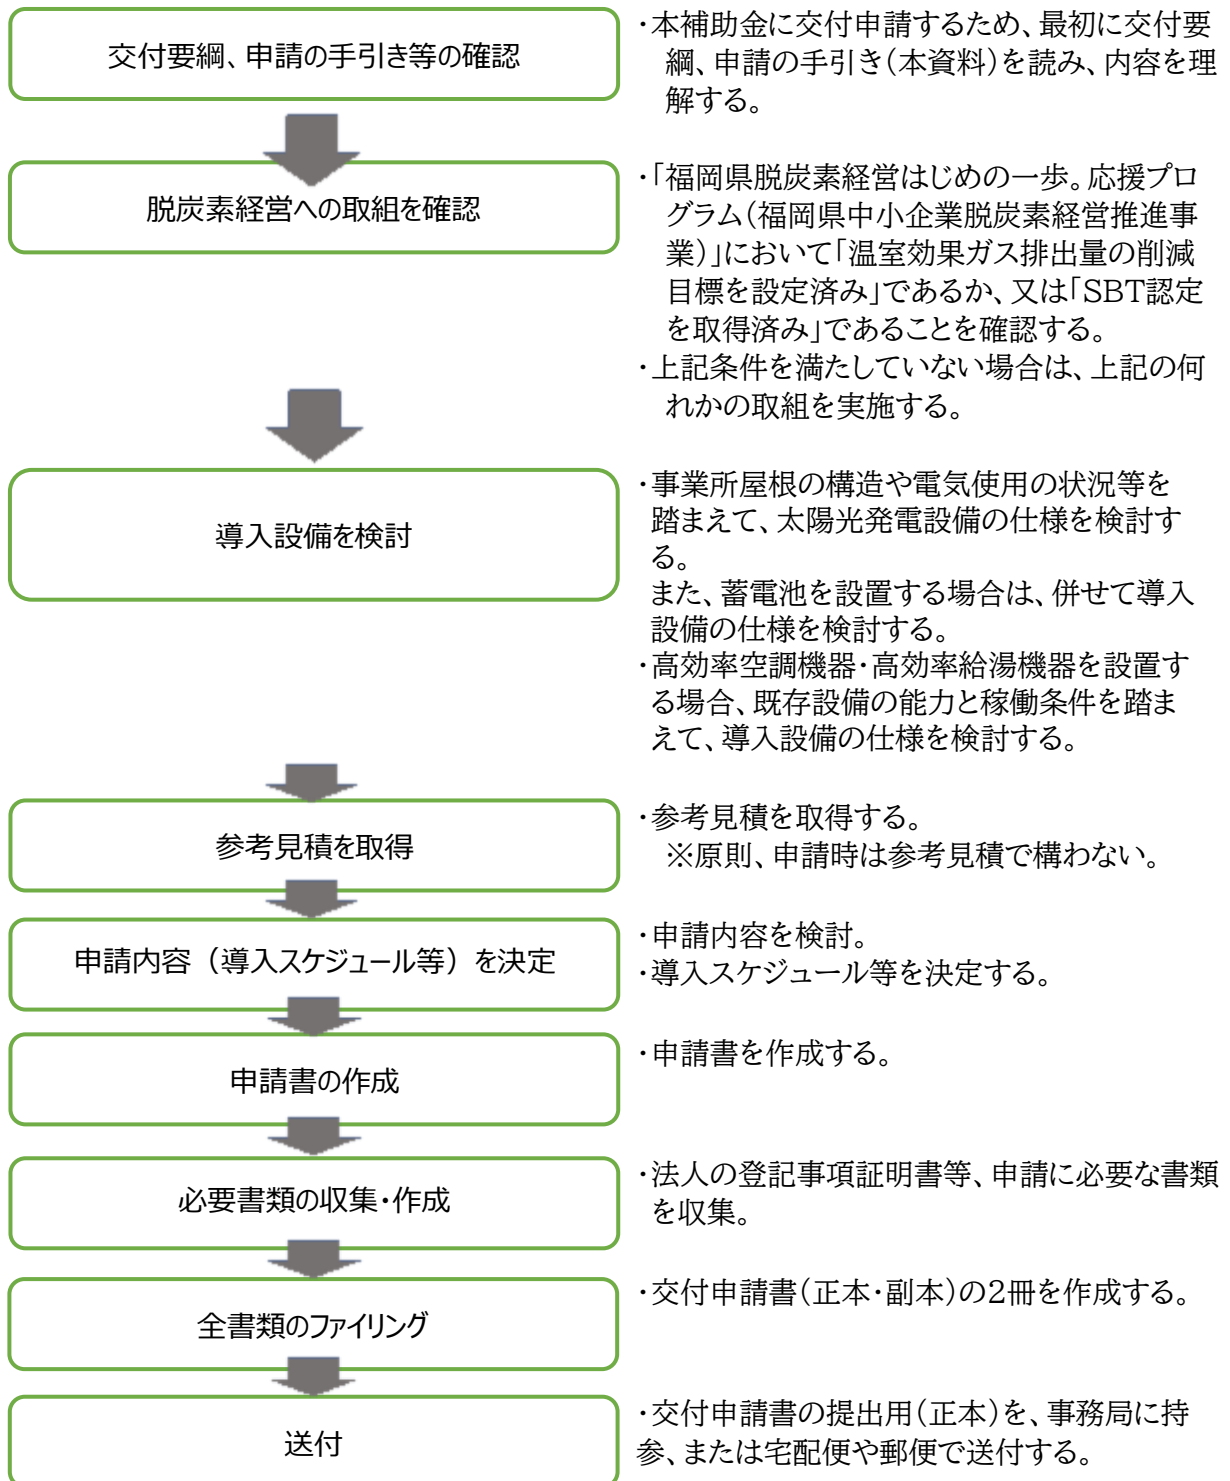 交付要綱、申請の手引き等の確認
・本補助金に交付申請するため、最初に交付要
綱、申請の手引き(本資料)を読み、内容を理
解する。
脱炭素経営への取組を確認
・「福岡県脱炭素経営はじめの一歩。応援プロ
グラム(福岡県中小企業脱炭素経営推進事
業)」において「温室効果ガス排出量の削減
目標を設定済み」であるか、又は「SBT認定
を取得済み」であることを確認する。
・上記条件を満たしていない場合は、上記の何
れかの取組を実施する。
導入設備を検討
・事業所屋根の構造や電気使用の状況等を
踏まえて、太陽光発電設備の仕様を検討す
る。
また、蓄電池を設置する場合は、併せて導入
設備の仕様を検討する。
・高効率空調機器・高効率給湯機器を設置す
る場合、既存設備の能力と稼働条件を踏ま
えて、導入設備の仕様を検討する。
参考見積を取得
・参考見積を取得する。
※原則、申請時は参考見積で構わない。
申請内容(導入スケジュール等)を決定
・申請内容を検討。
・導入スケジュール等を決定する。
申請書の作成
・申請書を作成する。
必要書類の収集・作成
・法人の登記事項証明書等、申請に必要な書類
を収集。
全書類のファイリング
・交付申請書(正本・副本)の2冊を作成する。
送付
・交付申請書の提出用(正本)を、事務局に持
参、または宅配便や郵便で送付する。